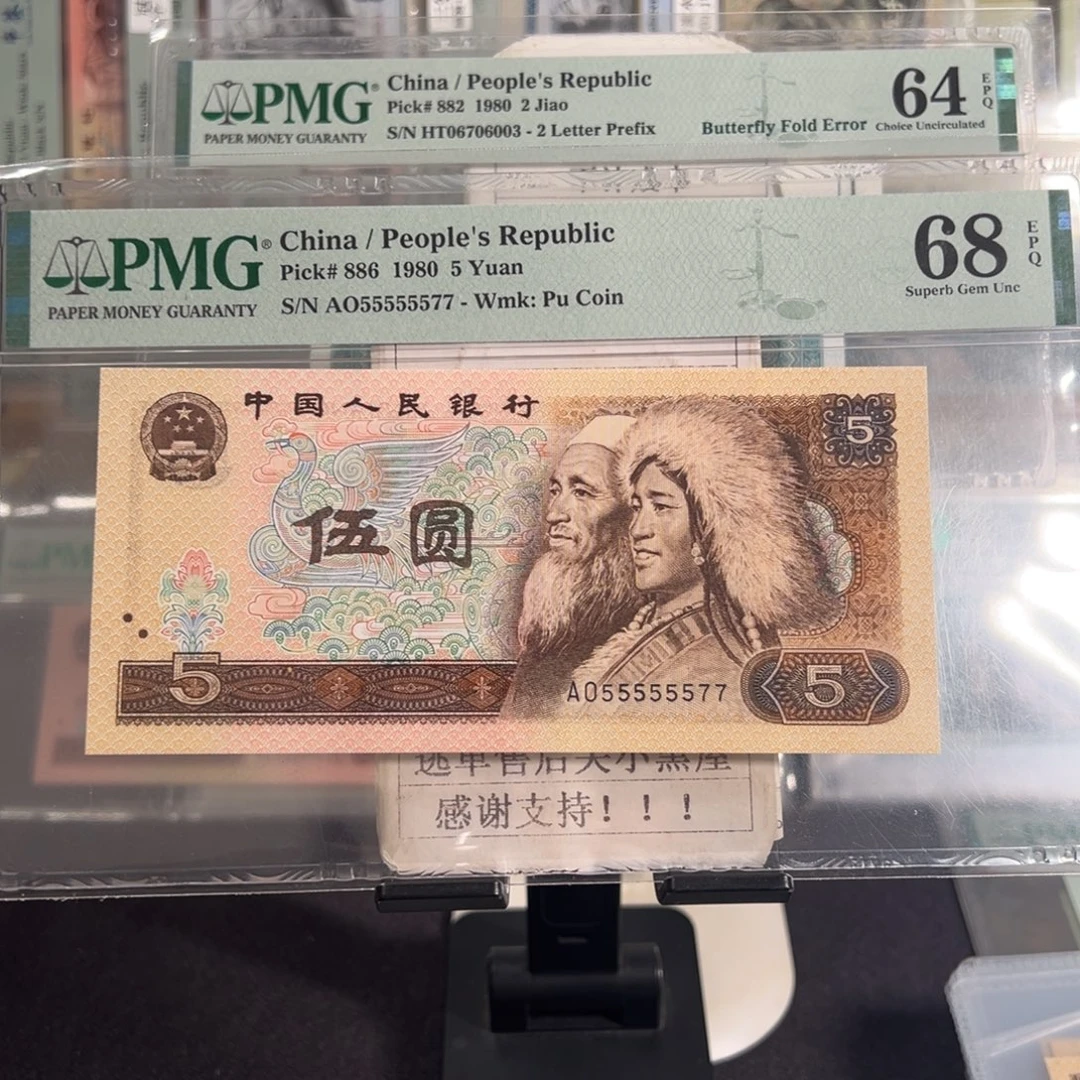 PMG®
PAPER MONEY GUARANTY
China / People's Republic
Pick# 882 1980 2 Jiao
S/N HT06706003 - 2 Letter Prefix
Butterfly Fold Error
64
EPQ
Choice Uncirculated
PMG®
PAPER MONEY GUARANTY
China / People's Republic
Pick# 886 1980 5 Yuan
S/N AO55555577 - Wmk: Pu Coin
68
EPQ
Superb Gem Unc
中国人民银行
5
伍圆
5
AO55555577
5
感谢支持！！！